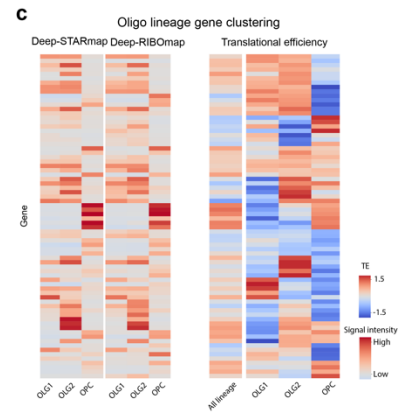 c
Oligo lineage gene clustering
Deep-STARmap Deep-RIBOmap Translational efficiency
Gene
TE
1.5
-1.5
Signal intensity
High
Low
OLG1 OLG2 OPC OLG1 OLG2 OPC All lineage OLG1 OLG2 OPC